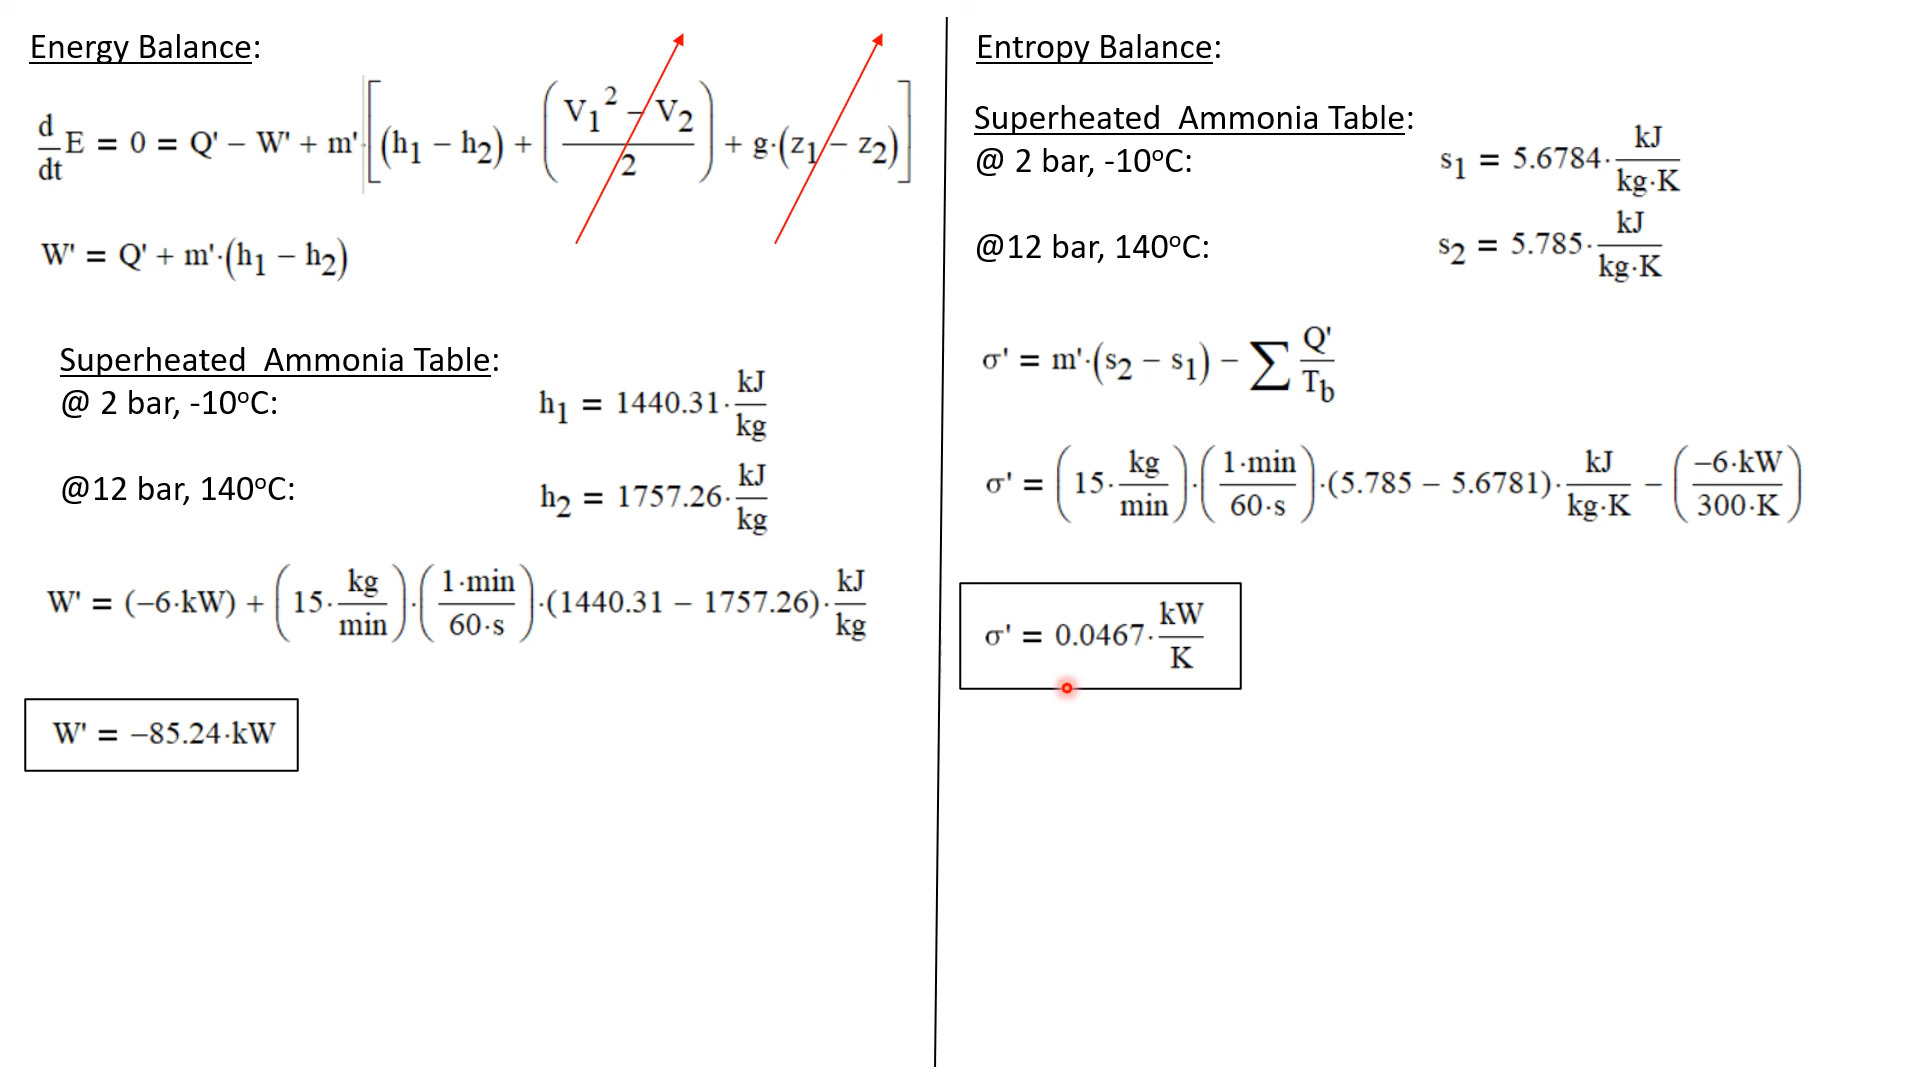 Energy Balance:
d/dt E = 0 = Q' − W' + m'·[(h₁ − h₂) + ((V₁² − V₂)/2) + g·(z₁ − z₂)]
W' = Q' + m'·(h₁ − h₂)
Superheated Ammonia Table:
@ 2 bar, -10°C: h₁ = 1440.31·kJ/kg
@12 bar, 140°C: h₂ = 1757.26·kJ/kg
W' = (−6·kW) + (15·kg/min)·(1·min/60·s)·(1440.31 − 1757.26)·kJ/kg
W' = −85.24·kW
Entropy Balance:
Superheated Ammonia Table:
@ 2 bar, -10°C: s₁ = 5.6784·kJ/kg·K
@12 bar, 140°C: s₂ = 5.785·kJ/kg·K
σ' = m'·(s₂ − s₁) − ∑ Q'/T_b
σ' = (15·kg/min)·(1·min/60·s)·(5.785 − 5.6781)·kJ/kg·K − (−6·kW/300·K)
σ' = 0.0467·kW/K